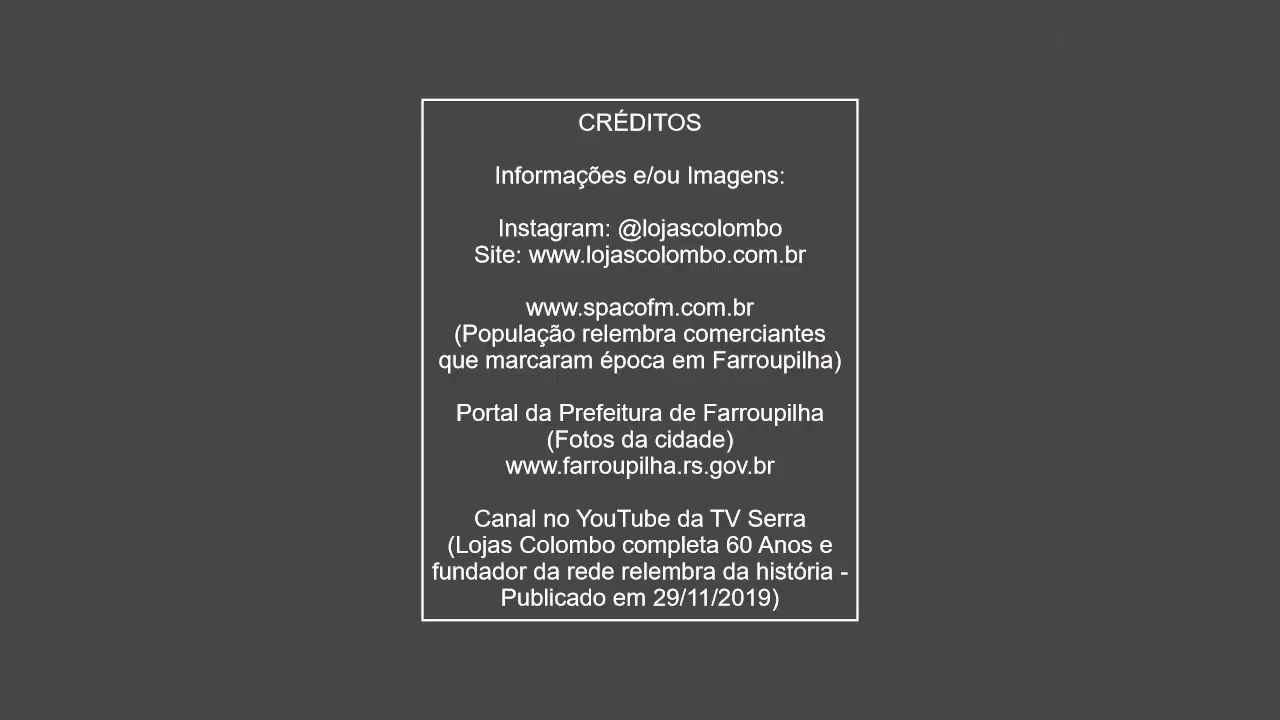 CRÉDITOS
Informações e/ou Imagens:
Instagram: @lojascolombo
Site: www.lojascolombo.com.br
www.spacofm.com.br
(População relembra comerciantes
que marcaram época em Farroupilha)
Portal da Prefeitura de Farroupilha
(Fotos da cidade)
www.farroupilha.rs.gov.br
Canal no YouTube da TV Serra
(Lojas Colombo completa 60 Anos e
fundador da rede relembra da história -
Publicado em 29/11/2019)